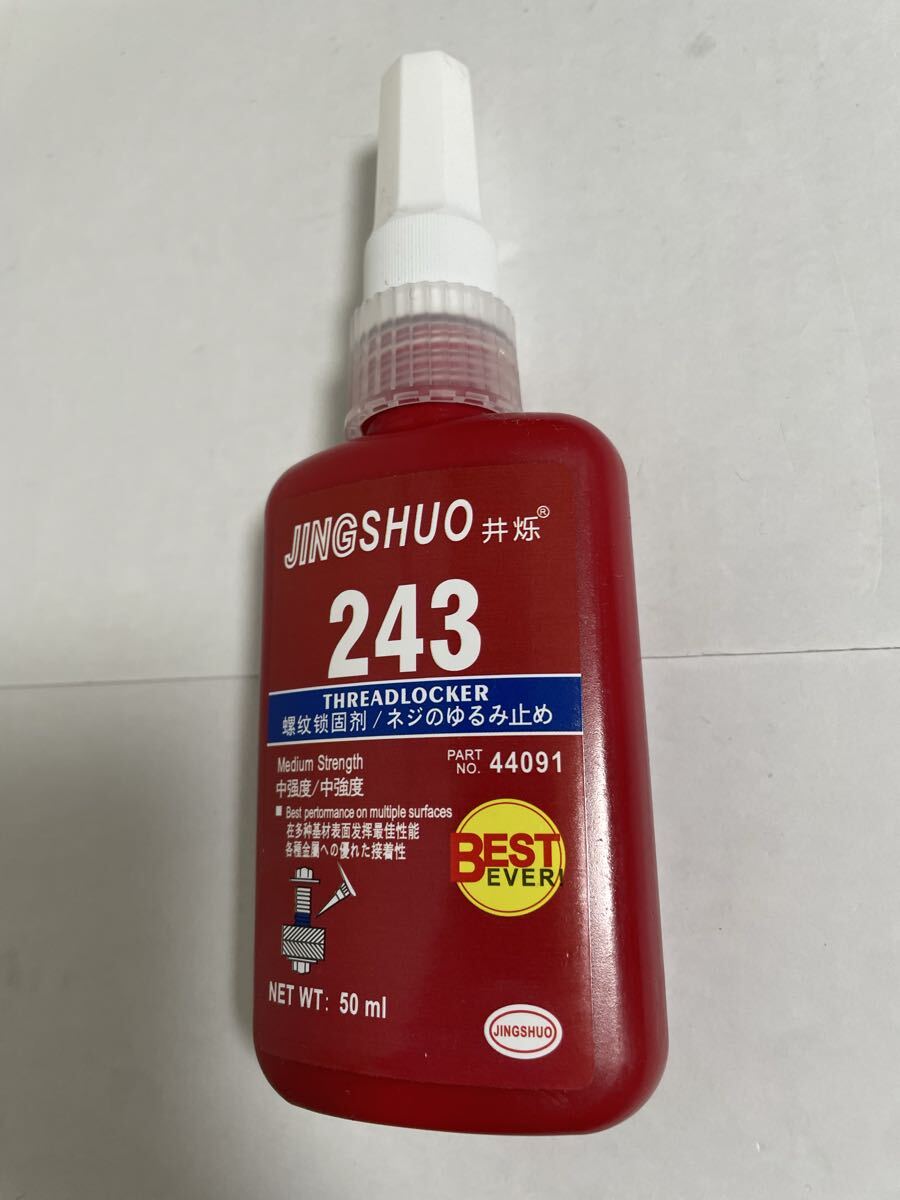 JINGSHUO 井烁®
243
THREADLOCKER
螺纹锁固剂/ネジのゆるみ止め
Medium Strength
中强度/中強度
PART NO. 44091
■ Best pertormance on multiple surfaces
在多种基材表面发挥最佳性能
各種金属への優れた接着性
BEST
EVER!
NET WT: 50 ml
JINGSHUO